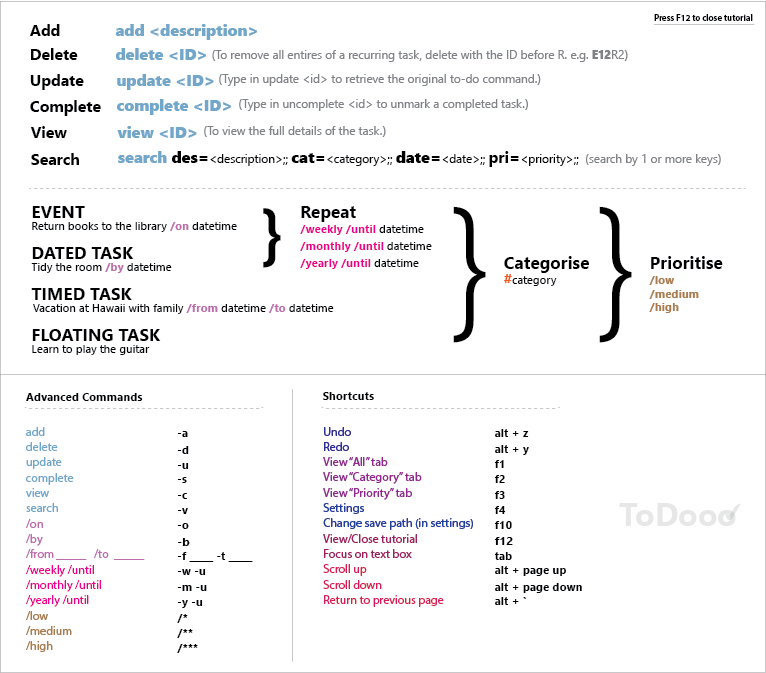 Press F12 to close tutorial
Add add <description>
Delete delete <ID> (To remove all entires of a recurring task, delete with the ID before R. e.g. E12R2)
Update update <ID> (Type in update <id> to retrieve the original to-do command.)
Complete complete <ID> (Type in uncomplete <id> to unmark a completed task.)
View view <ID> (To view the full details of the task.)
Search search des=<description>;; cat=<category>;; date=<date>;; pri=<priority>;; (search by 1 or more keys)
EVENT
Return books to the library /on datetime
DATED TASK
Tidy the room /by datetime
TIMED TASK
Vacation at Hawaii with family /from datetime /to datetime
FLOATING TASK
Learn to play the guitar
Repeat
/weekly /until datetime
/monthly /until datetime
/yearly /until datetime
Categorise
#category
Prioritise
/low
/medium
/high
Advanced Commands
add -a
delete -d
update -u
complete -s
view -c
search -v
/on -o
/by -b
/from _____ /to _____ -f ____ -t ____
/weekly /until -w -u
/monthly /until -m -u
/yearly /until -y -u
/low /*
/medium /**
/high /***
Shortcuts
Undo alt + z
Redo alt + y
View "All" tab f1
View "Category" tab f2
View "Priority" tab f3
Settings f4
Change save path (in settings) f10
View/Close tutorial f12
Focus on text box tab
Scroll up alt + page up
Scroll down alt + page down
Return to previous page alt + `
ToDooo